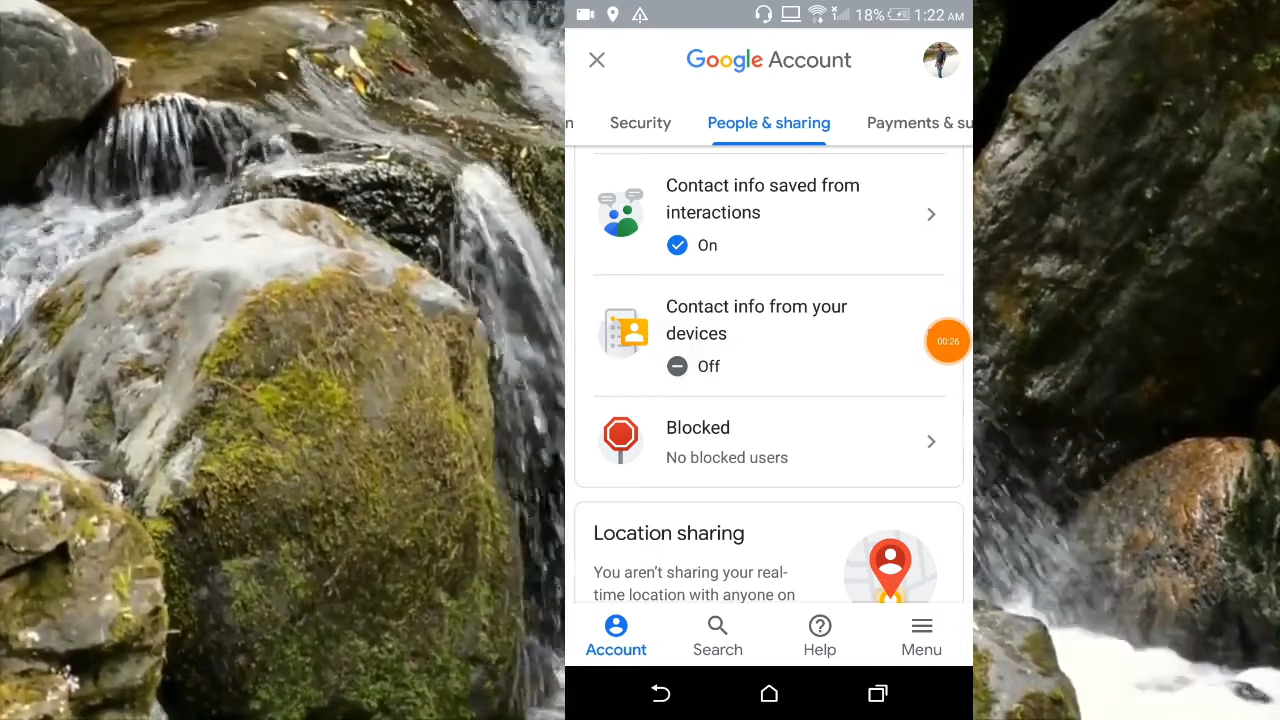 18% 1:22 AM
Google Account
n Security People & sharing Payments & su
Contact info saved from
interactions
On
Contact info from your
devices
Off
00:26
Blocked
No blocked users
Location sharing
You aren't sharing your real-
time location with anyone on
Account Search Help Menu